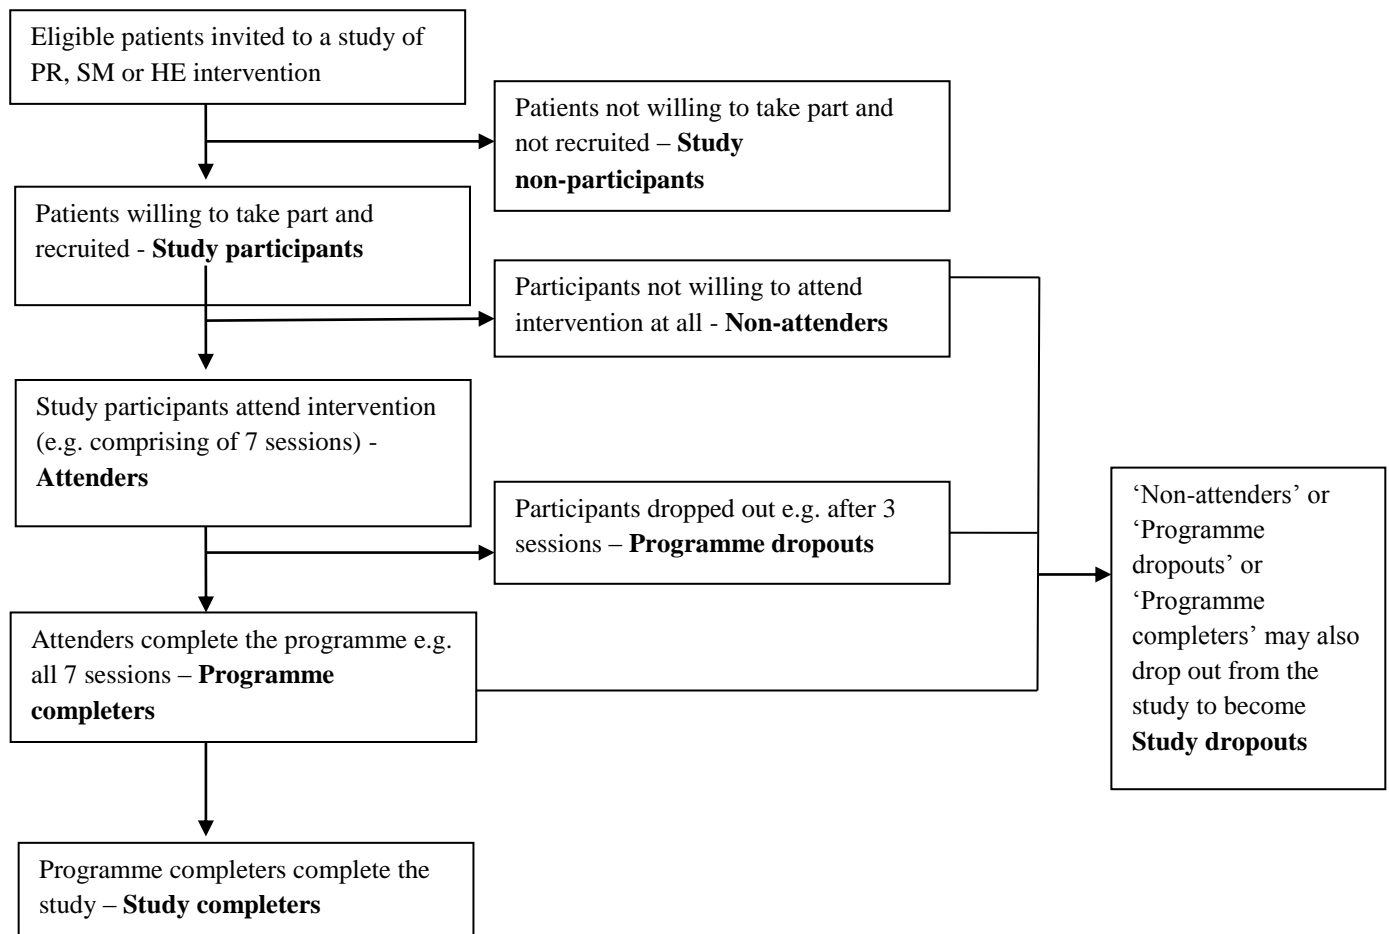 Eligible patients invited to a study of
PR, SM or HE intervention
Patients not willing to take part and
not recruited – Study
non-participants
Patients willing to take part and
recruited - Study participants
Participants not willing to attend
intervention at all - Non-attenders
Study participants attend intervention
(e.g. comprising of 7 sessions) -
Attenders
Participants dropped out e.g. after 3
sessions – Programme dropouts
‘Non-attenders’ or
‘Programme
dropouts’ or
‘Programme
completers’ may also
drop out from the
study to become
Study dropouts
Attenders complete the programme e.g.
all 7 sessions – Programme
completers
Programme completers complete the
study – Study completers